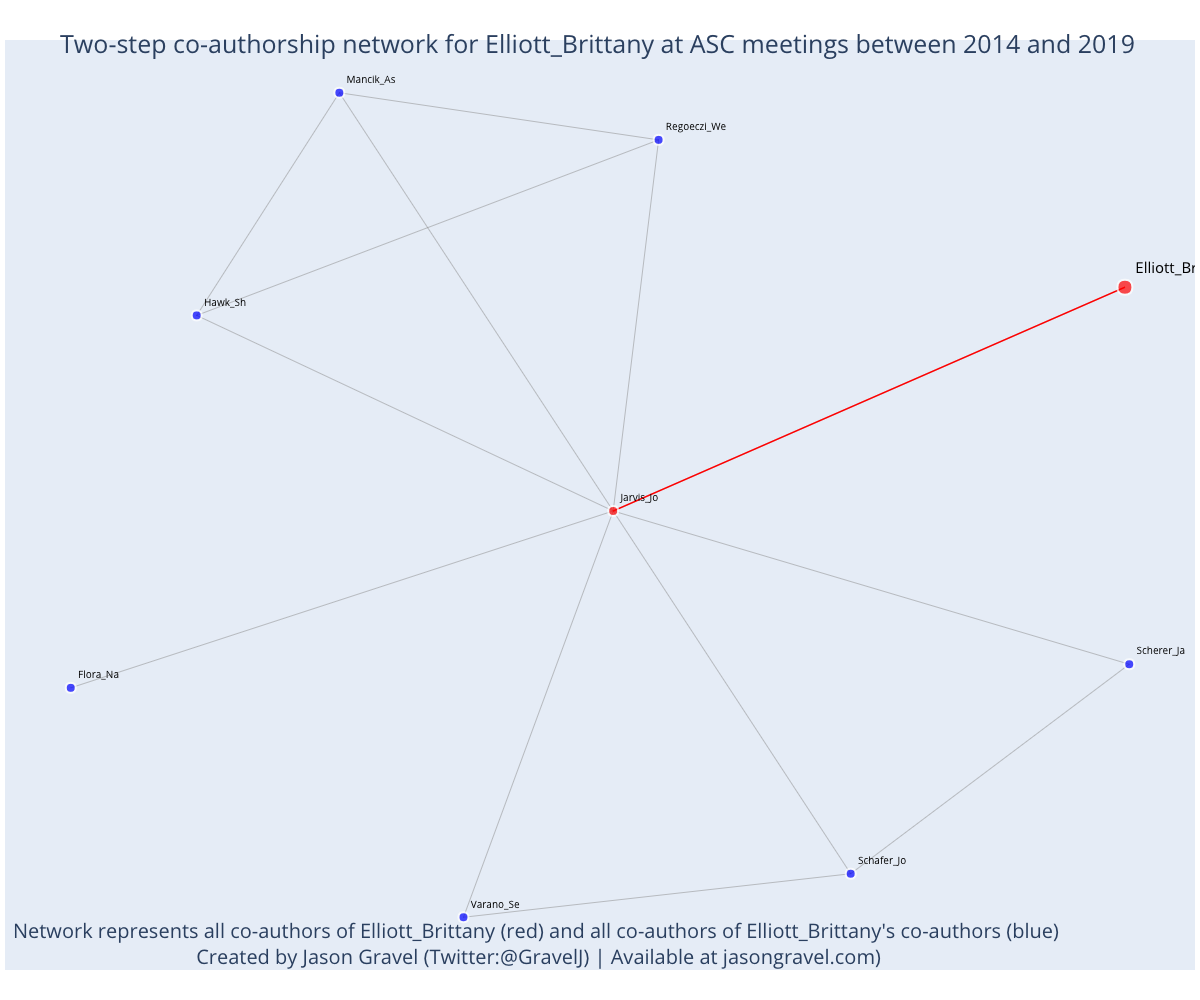 Two-step co-authorship network for Elliott_Brittany at ASC meetings between 2014 and 2019
Mancik_As
Regoeczi_We
Elliott_Br
Hawk_Sh
Jarvis_Jo
Scherer_Ja
Flora_Na
Schafer_Jo
Varano_Se
Network represents all co-authors of Elliott_Brittany (red) and all co-authors of Elliott_Brittany's co-authors (blue)
Created by Jason Gravel (Twitter:@GravelJ) | Available at jasongravel.com)